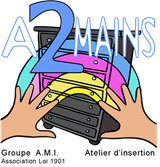 A2MAINS
Groupe A.M.I. Atelier d'insertion
Association Loi 1901